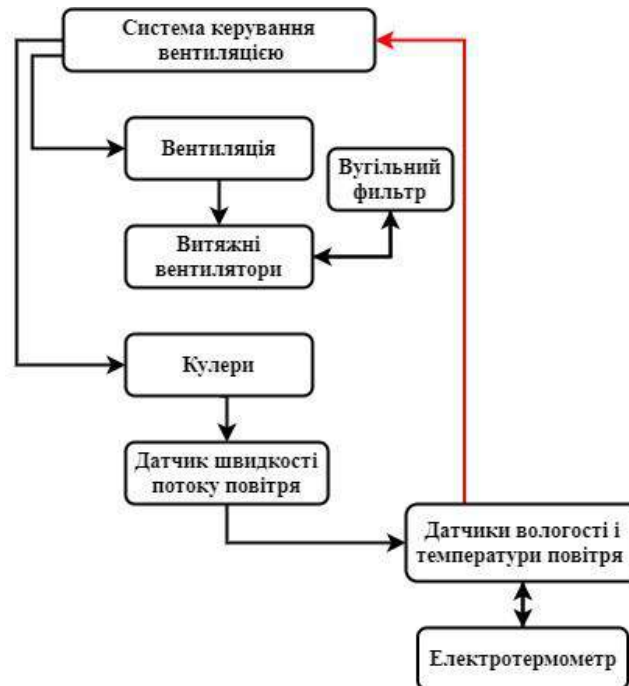 Система керування
вентиляцією
Вентиляція
Вугільний
фильтр
Витяжні
вентилятори
Кулери
Датчик швидкості
потоку повітря
Датчики вологості і
температури повітря
Електротермометр